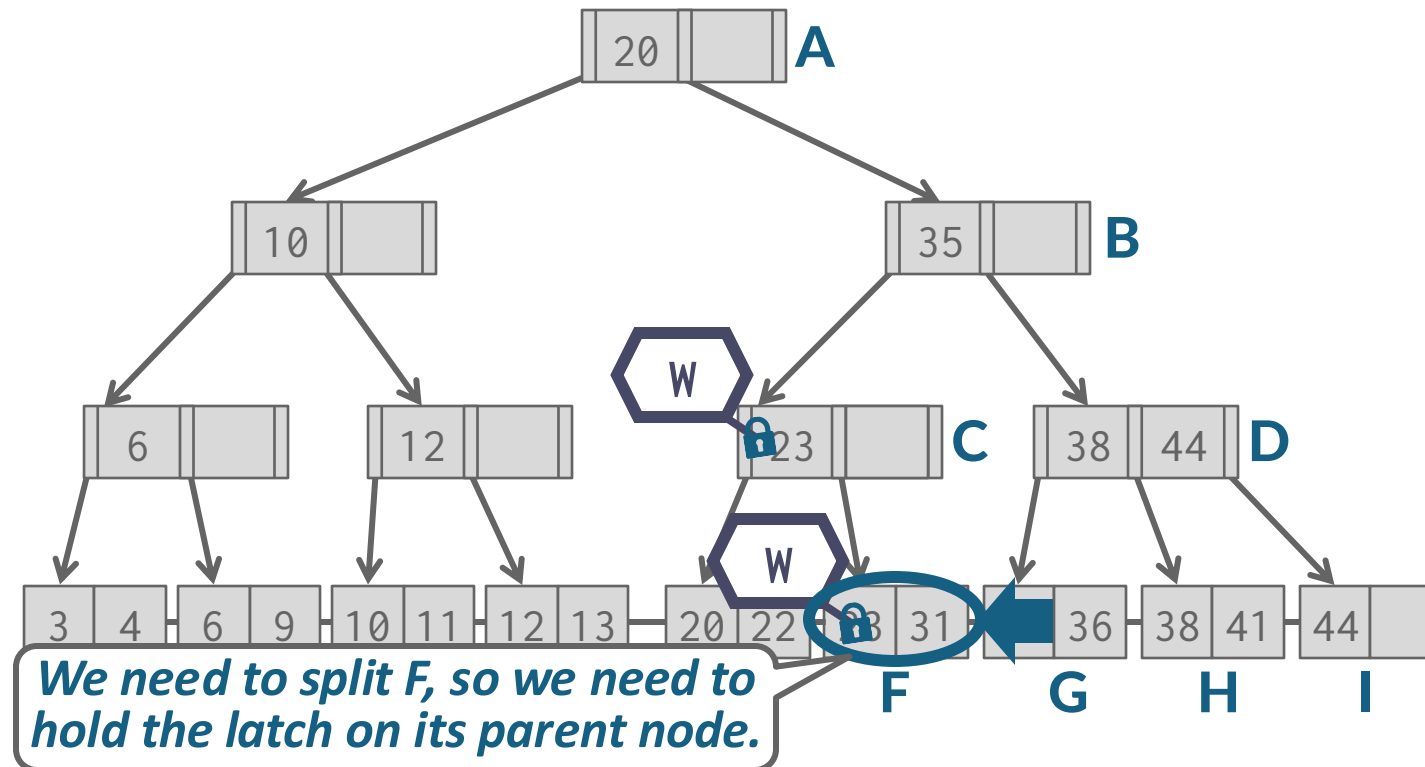 20 A
10 35 B
W
6 12 23 C 38 44 D
W
3 4 6 9 10 11 12 13 20 22 31 36 38 41 44
We need to split F, so we need to
hold the latch on its parent node.
F G H I